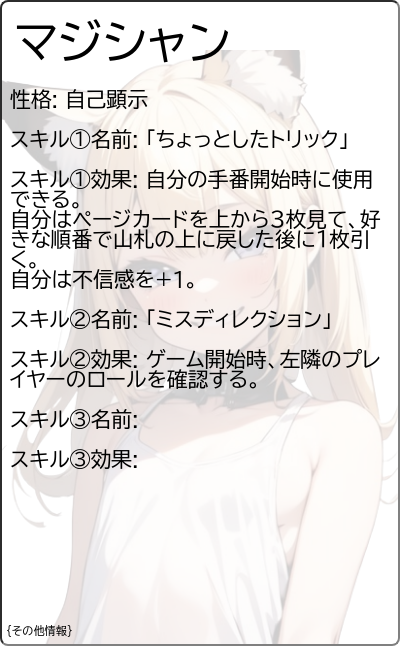 マジシャン
性格: 自己顕示
スキル①名前: 「ちょっとしたトリック」
スキル①効果: 自分の手番開始時に使用
できる。
自分はページカードを上から3枚見て、好
きな順番で山札の上に戻した後に1枚引
く。
自分は不信感を+1。
スキル②名前: 「ミスディレクション」
スキル②効果: ゲーム開始時、左隣のプレ
イヤーのロールを確認する。
スキル③名前:
スキル③効果:
{その他情報}